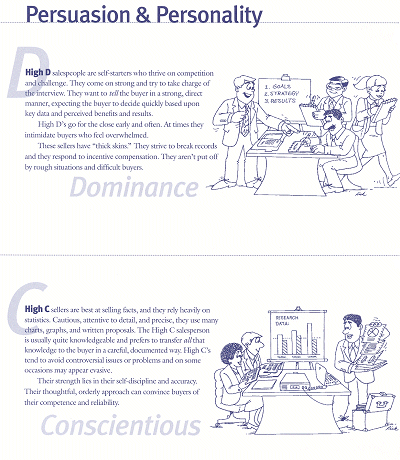 Persuasion & Personality
D
High D salespeople are self-starters who thrive on competition
and challenge. They come on strong and try to take charge of
the interview. They want to tell the buyer in a strong, direct
manner, expecting the buyer to decide quickly based upon
key data and perceived benefits and results.
High D's go for the close early and often. At times they
intimidate buyers who feel overwhelmed.
These sellers have "thick skins." They strive to break records
and they respond to incentive compensation. They aren't put off
by rough situations and difficult buyers.
Dominance
1. GOALS
2. STRATEGY
3. RESULTS
C
High C sellers are best at selling facts, and they rely heavily on
statistics. Cautious, attentive to detail, and precise, they use many
charts, graphs, and written proposals. The High C salesperson
is usually quite knowledgeable and prefers to transfer all that
knowledge to the buyer in a careful, documented way. High C's
tend to avoid controversial issues or problems and on some
occasions may appear evasive.
Their strength lies in their self-discipline and accuracy.
Their thoughtful, orderly approach can convince buyers of
their competence and reliability.
Conscientious
RESEARCH
DATA: